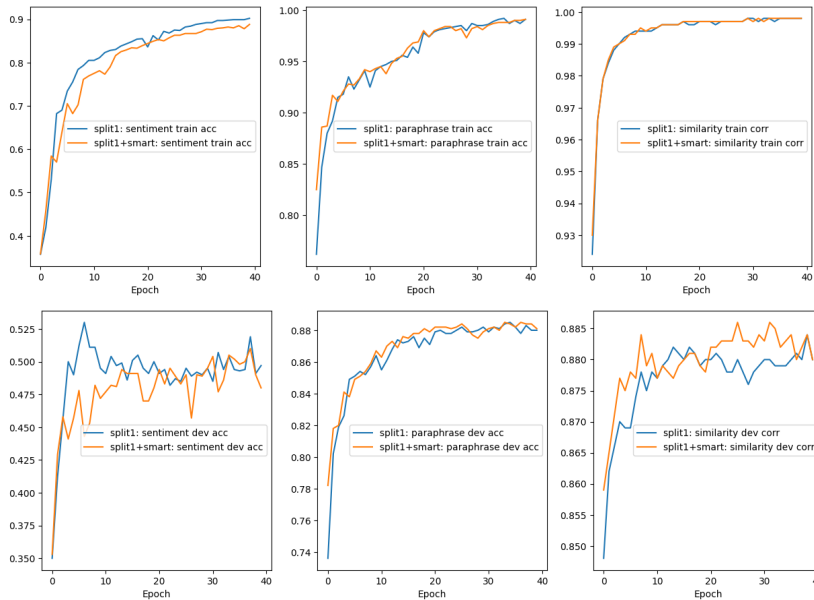 0.9
0.8
0.7
0.6
0.5
0.4
0 10 20 30 40
Epoch
split1: sentiment train acc
split1+smart: sentiment train acc
1.00
0.95
0.90
0.85
0.80
0 10 20 30 40
Epoch
split1: paraphrase train acc
split1+smart: paraphrase train acc
1.00
0.99
0.98
0.97
0.96
0.95
0.94
0.93
0 10 20 30 40
Epoch
split1: similarity train corr
split1+smart: similarity train corr
0.525
0.500
0.475
0.450
0.425
0.400
0.375
0.350
0 10 20 30 40
Epoch
split1: sentiment dev acc
split1+smart: sentiment dev acc
0.88
0.86
0.84
0.82
0.80
0.78
0.76
0.74
0 10 20 30 40
Epoch
split1: paraphrase dev acc
split1+smart: paraphrase dev acc
0.885
0.880
0.870
0.865
0.860
0.855
0.850
0 10 20 30
Epoch
split1: similarity dev corr
split1+smart: similarity dev corr